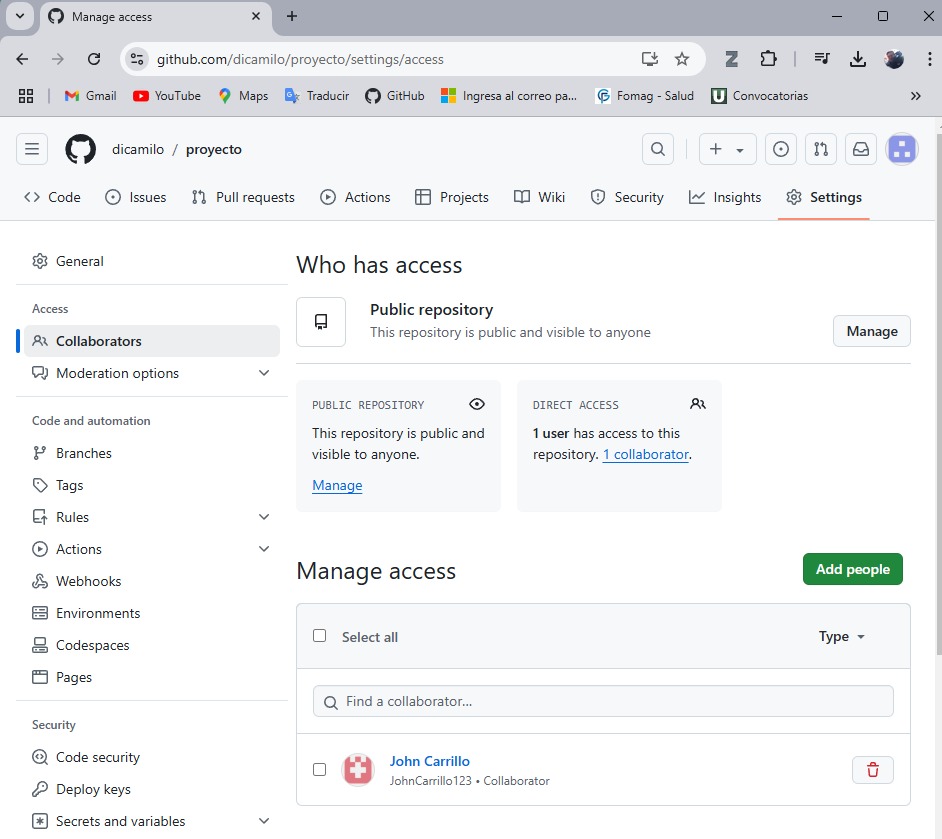 Manage access
github.com/dicamilo/proyecto/settings/access
Gmail YouTube Maps Traducir GitHub Ingresa al correo pa... Fomag - Salud Convocatorias
dicamilo / proyecto
Code Issues Pull requests Actions Projects Wiki Security Insights Settings
General
Access
Collaborators
Moderation options
Code and automation
Branches
Tags
Rules
Actions
Webhooks
Environments
Codespaces
Pages
Security
Code security
Deploy keys
Secrets and variables
Who has access
Public repository
This repository is public and visible to anyone
Manage
PUBLIC REPOSITORY
This repository is public and
visible to anyone.
Manage
DIRECT ACCESS
1 user has access to this
repository. 1 collaborator.
Manage access
Add people
Select all
Type
Find a collaborator...
John Carrillo
JohnCarrillo123 • Collaborator